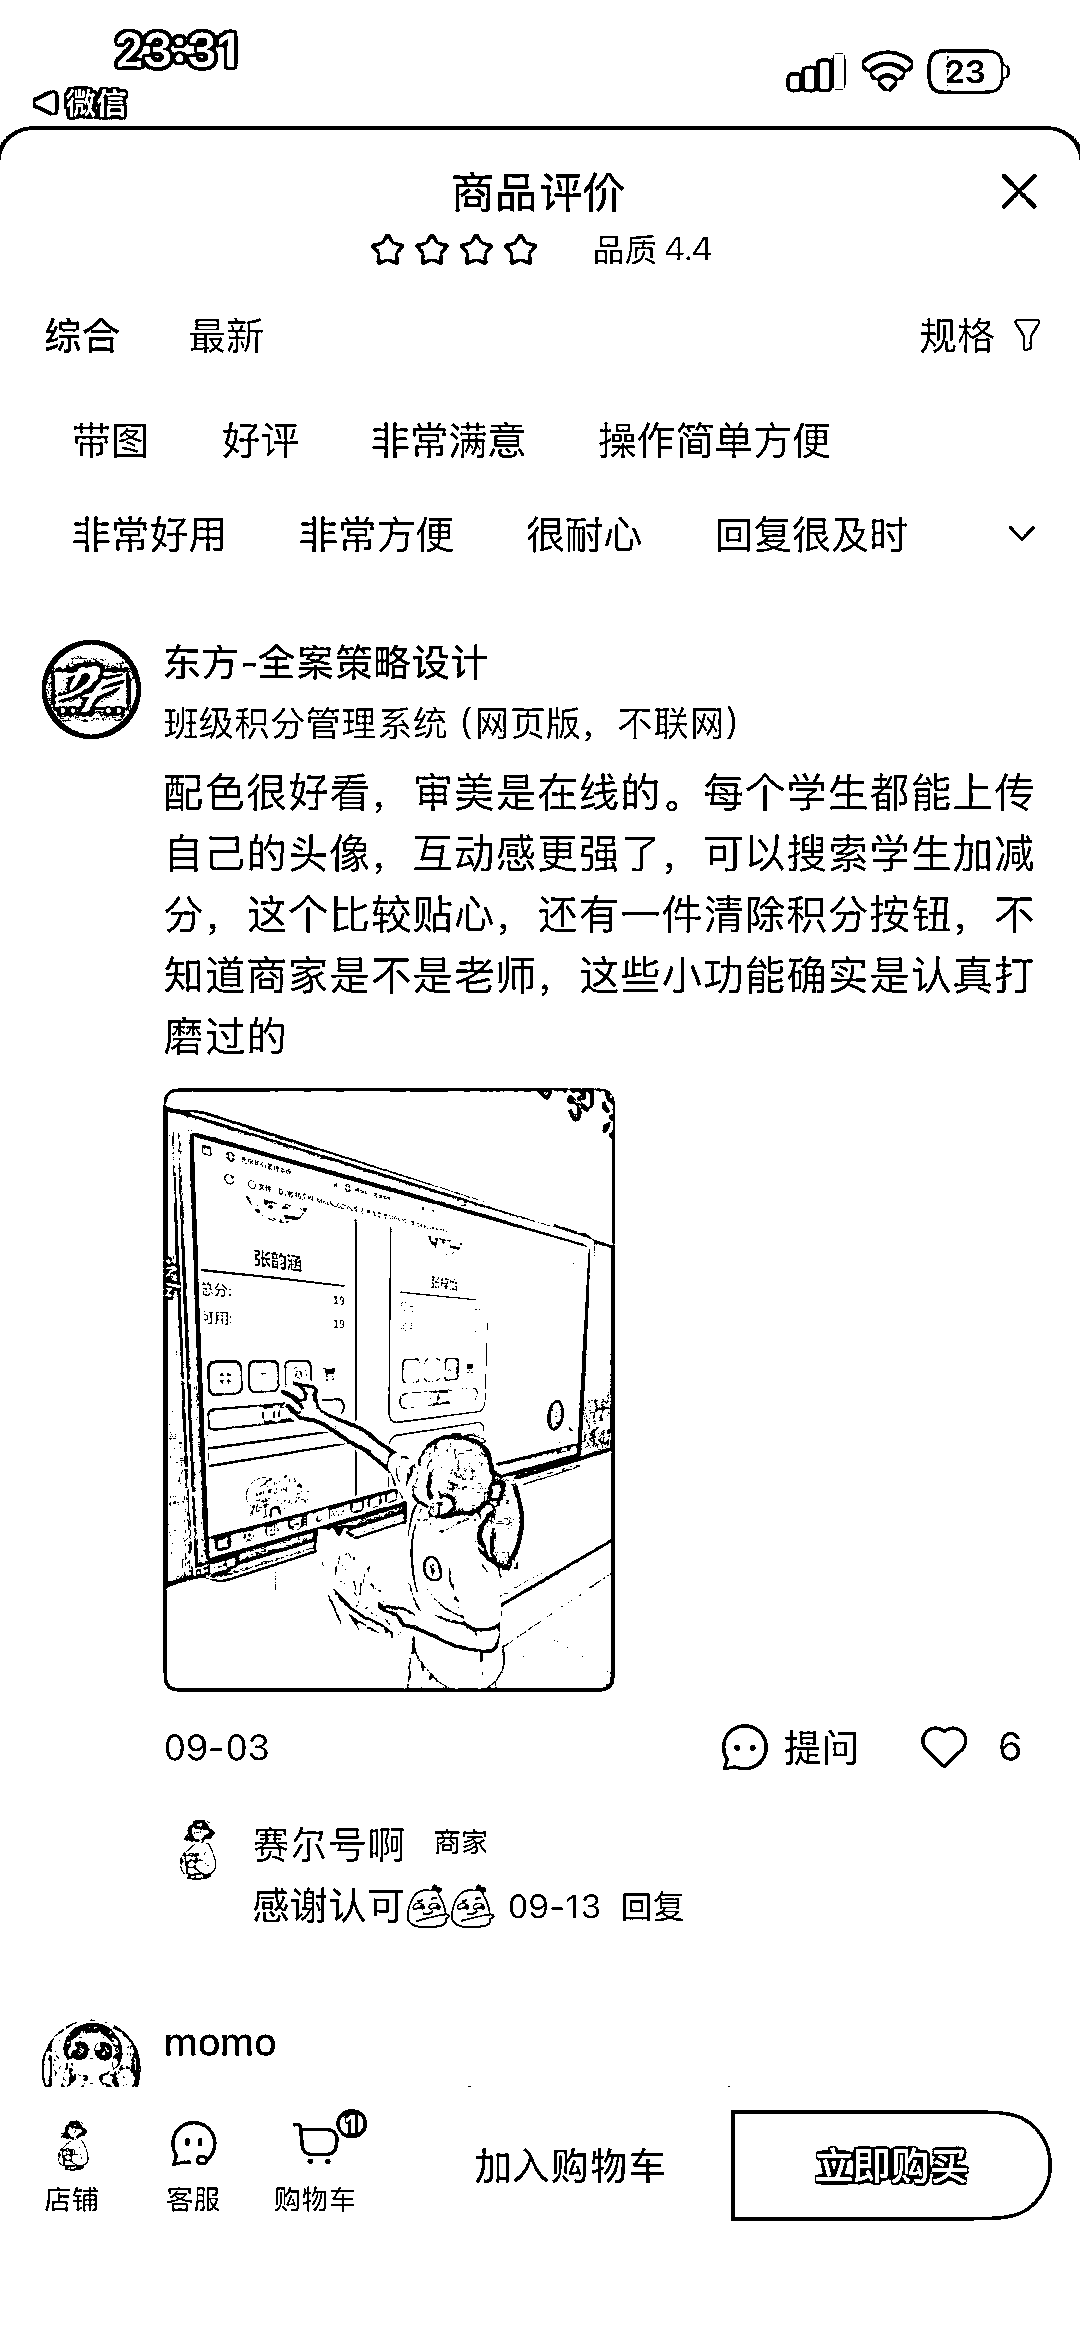 23:31
23
微信
商品评价
品质 4.4
综合 最新 规格
带图 好评 非常满意 操作简单方便
非常好用 非常方便 很耐心 回复很及时
东方-全案策略设计
班级积分管理系统 (网页版，不联网)
配色很好看，审美是在线的。每个学生都能上传
自己的头像，互动感更强了，可以搜索学生加减
分，这个比较贴心，还有一件清除积分按钮，不
知道商家是不是老师，这些小功能确实是认真打
磨过的
张韵涵
总分: 19
可用: 19
09-03 提问 6
赛尔号啊 商家
感谢认可 09-13 回复
momo
1
店铺 客服 购物车 加入购物车 立即购买